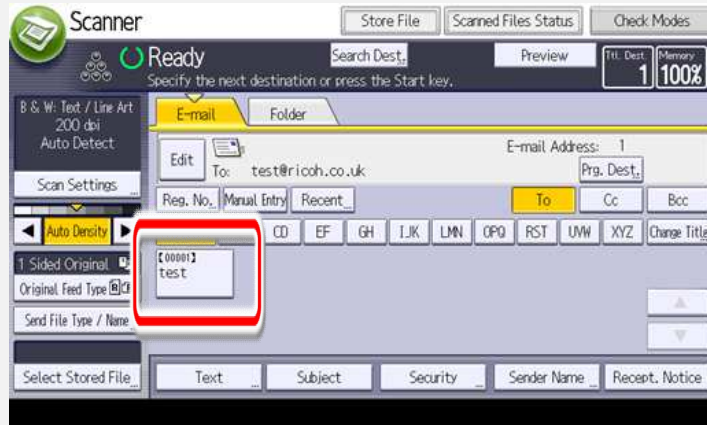 Scanner
Store File
Scanned Files Status
Check Modes
Ready
Search Dest.
Preview
Ttl. Dest.
1
Memory
100%
Specify the next destination or press the Start key.
B & W: Text / Line Art
200 dpi
Auto Detect
Scan Settings
E-mail
Folder
Edit
To: test@ricoh.co.uk
E-mail Address: 1
Prg. Dest.
Reg. No.
Manual Entry
Recent
To
Cc
Bcc
Auto Density
CD
EF
GH
IJK
LMN
OPQ
RST
UVW
XYZ
Change Title
1 Sided Original
Original Feed Type
【00001】
test
Send File Type / Name
Select Stored File
Text
Subject
Security
Sender Name
Recept. Notice